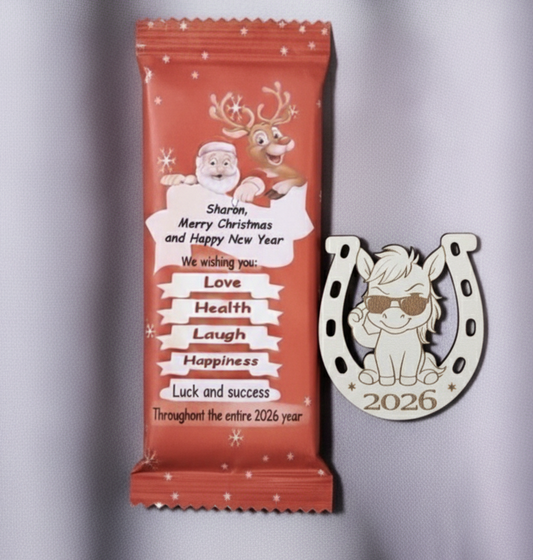 Sharon,
Merry Christmas
and Happy New Year
We wishing you:
Love
Health
Laugh
Happiness
Luck and success
Throughont the entire 2026 year
2026